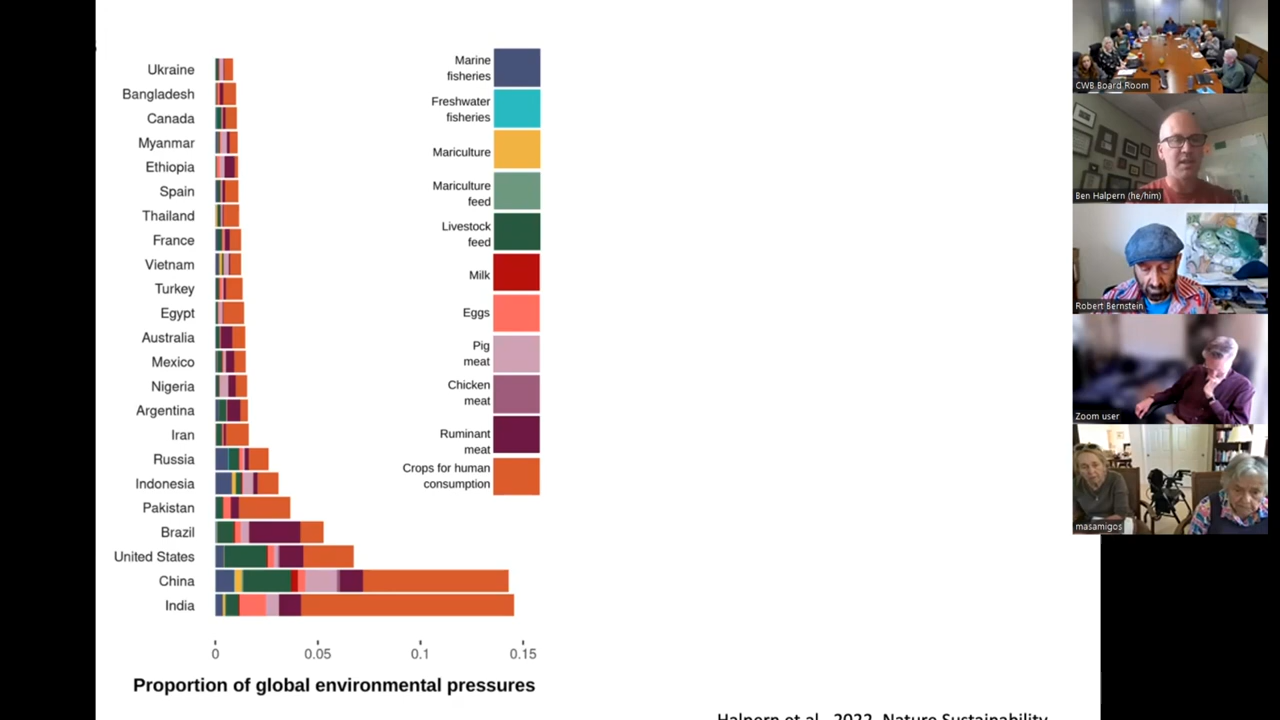 Ukraine
Bangladesh
Canada
Myanmar
Ethiopia
Spain
Thailand
France
Vietnam
Turkey
Egypt
Australia
Mexico
Nigeria
Argentina
Iran
Russia
Indonesia
Pakistan
Brazil
United States
China
India
0
0.05
0.1
0.15
Proportion of global environmental pressures
Marine
fisheries
Freshwater
fisheries
Mariculture
Mariculture
feed
Livestock
feed
Milk
Eggs
Pig
meat
Chicken
meat
Ruminant
meat
Crops for human
consumption
Halpern et al., 2022, Nature Sustainability
CWB Board Room
Ben Halpern (he/him)
Robert Bernstein
Zoom user
masamigos